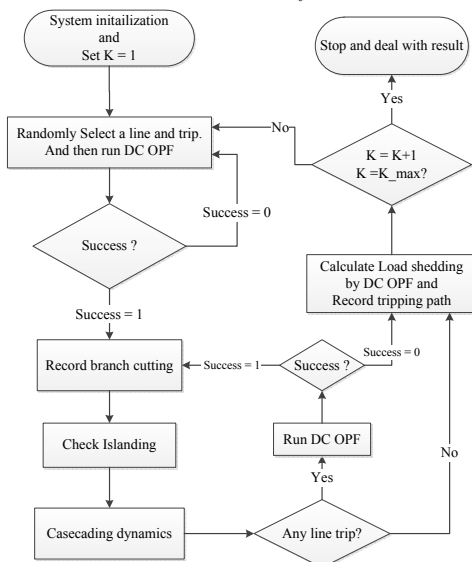 System initailization
and
Set K = 1
Stop and deal with result
Yes
No
Randomly Select a line and trip.
And then run DC OPF
K = K+1
K =K_max?
Success = 0
Success ?
Calculate Load shedding
by DC OPF and
Record tripping path
Success = 1
Success = 0
Record branch cutting
Success = 1
Success ?
Run DC OPF
No
Check Islanding
Yes
Casecading dynamics
Any line trip?